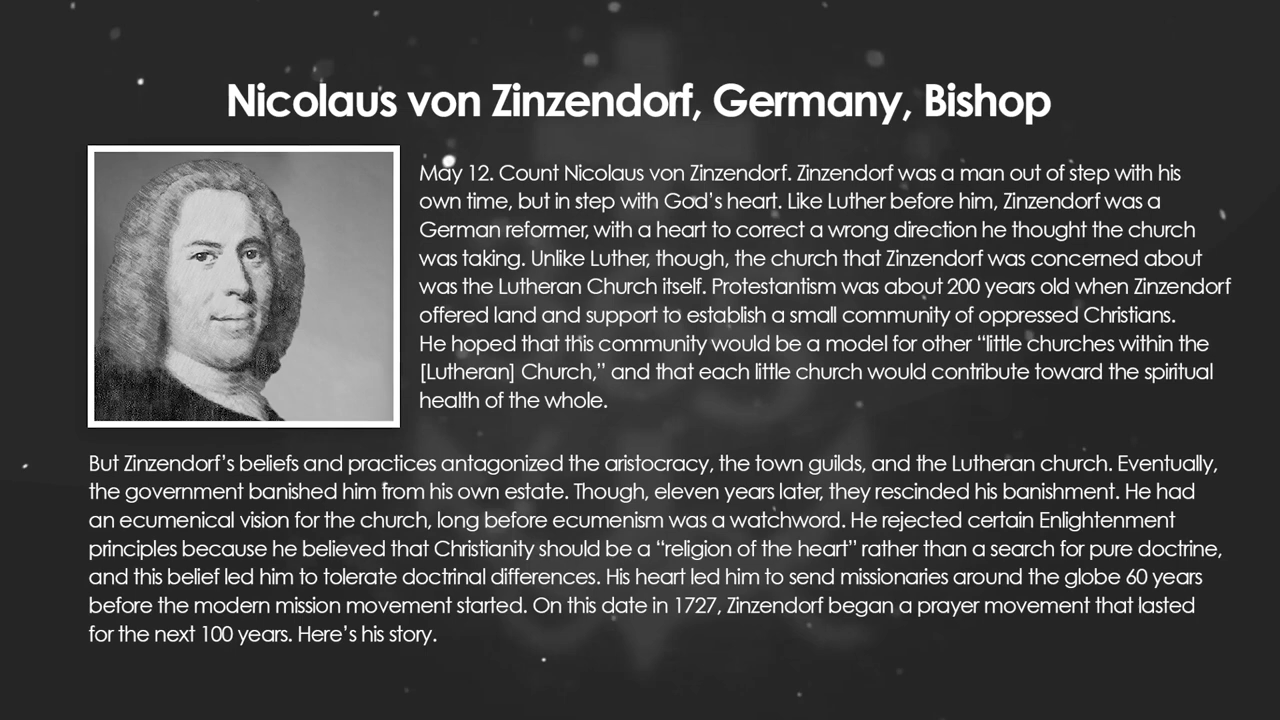 Nicolaus von Zinzendorf, Germany, Bishop
May 12. Count Nicolaus von Zinzendorf. Zinzendorf was a man out of step with his
own time, but in step with God's heart. Like Luther before him, Zinzendorf was a
German reformer, with a heart to correct a wrong direction he thought the church
was taking. Unlike Luther, though, the church that Zinzendorf was concerned about
was the Lutheran Church itself. Protestantism was about 200 years old when Zinzendorf
offered land and support to establish a small community of oppressed Christians.
He hoped that this community would be a model for other “little churches within the
[Lutheran] Church,” and that each little church would contribute toward the spiritual
health of the whole.
But Zinzendorf’s beliefs and practices antagonized the aristocracy, the town guilds, and the Lutheran church. Eventually,
the government banished him from his own estate. Though, eleven years later, they rescinded his banishment. He had
an ecumenical vision for the church, long before ecumenism was a watchword. He rejected certain Enlightenment
principles because he believed that Christianity should be a “religion of the heart” rather than a search for pure doctrine,
and this belief led him to tolerate doctrinal differences. His heart led him to send missionaries around the globe 60 years
before the modern mission movement started. On this date in 1727, Zinzendorf began a prayer movement that lasted
for the next 100 years. Here’s his story.